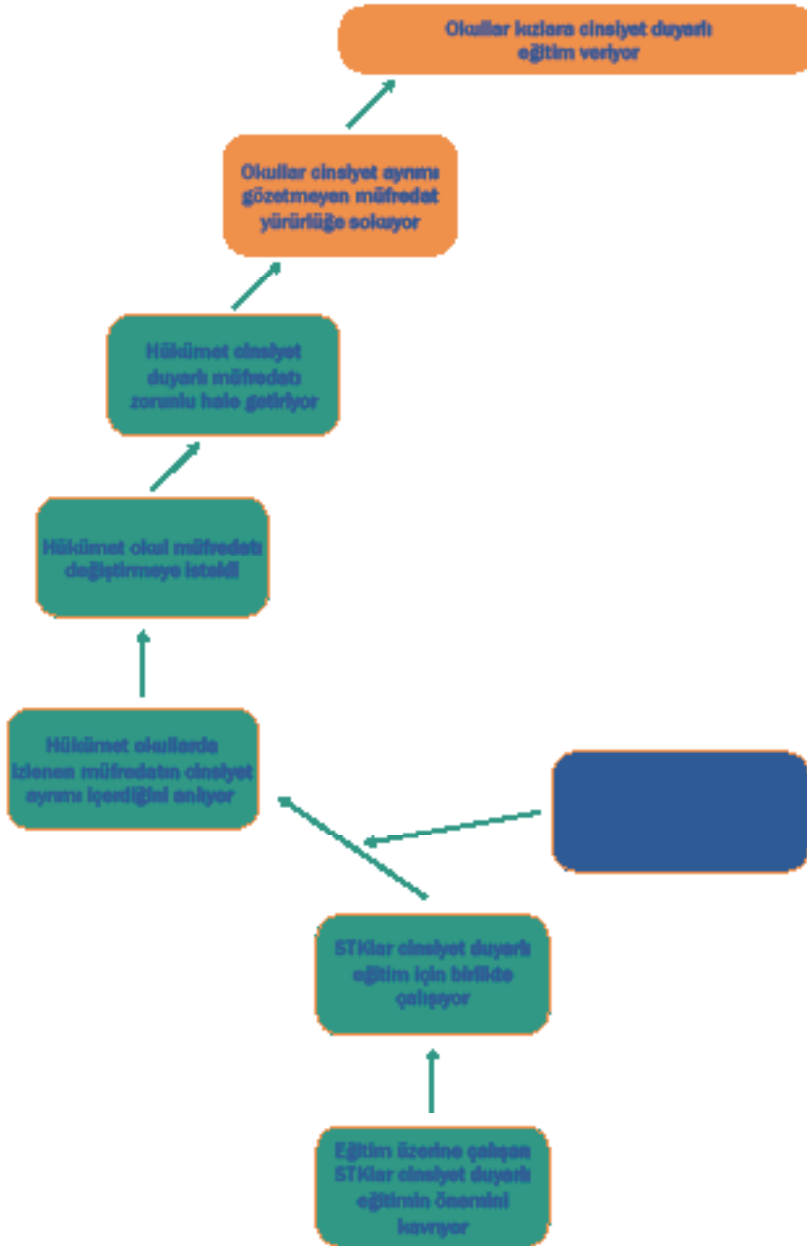 Okullar kızlara cinsiyet duyarlı
eğitim veriyor
Okullar cinsiyet ayrımı
gözetmeyen müfredat
yürürlüğe sokuyor
Hükümet cinsiyet
duyarlı müfredatı
zorunlu hale getiriyor
Hükümet okul müfredatı
değiştirmeye istekli
Hükümet okullarda
izlenen müfredatın cinsiyet
ayrımı içerdiğini anlıyor
STKlar cinsiyet duyarlı
eğitim için birlikte
çalışıyor
Eğitim üzerine çalışan
STKlar cinsiyet duyarlı
eğitimin önemini
kavrıyor